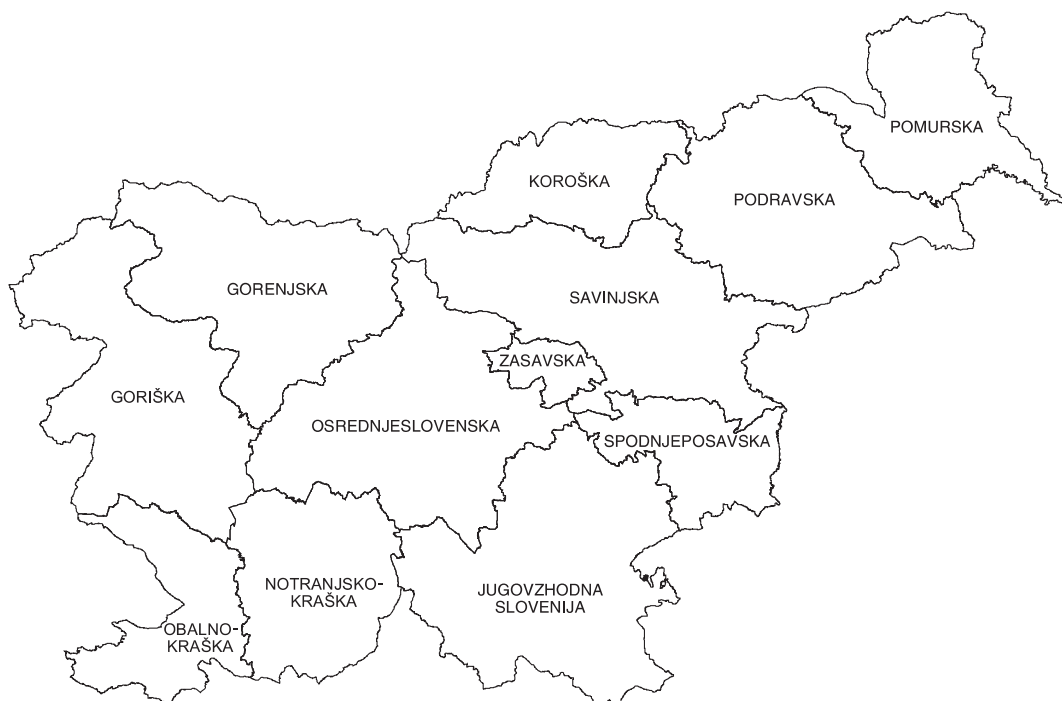 POMURSKA
KOROŠKA
PODRAVSKA
GORENJSKA
SAVINJSKA
ZASAVSKA
GORIŠKA
OSREDNJESLOVENSKA
SPODNJEPOSAVSKA
NOTRANJSKO-
KRAŠKA
JUGOVZHODNA
SLOVENIJA
OBALNO-
KRAŠKA